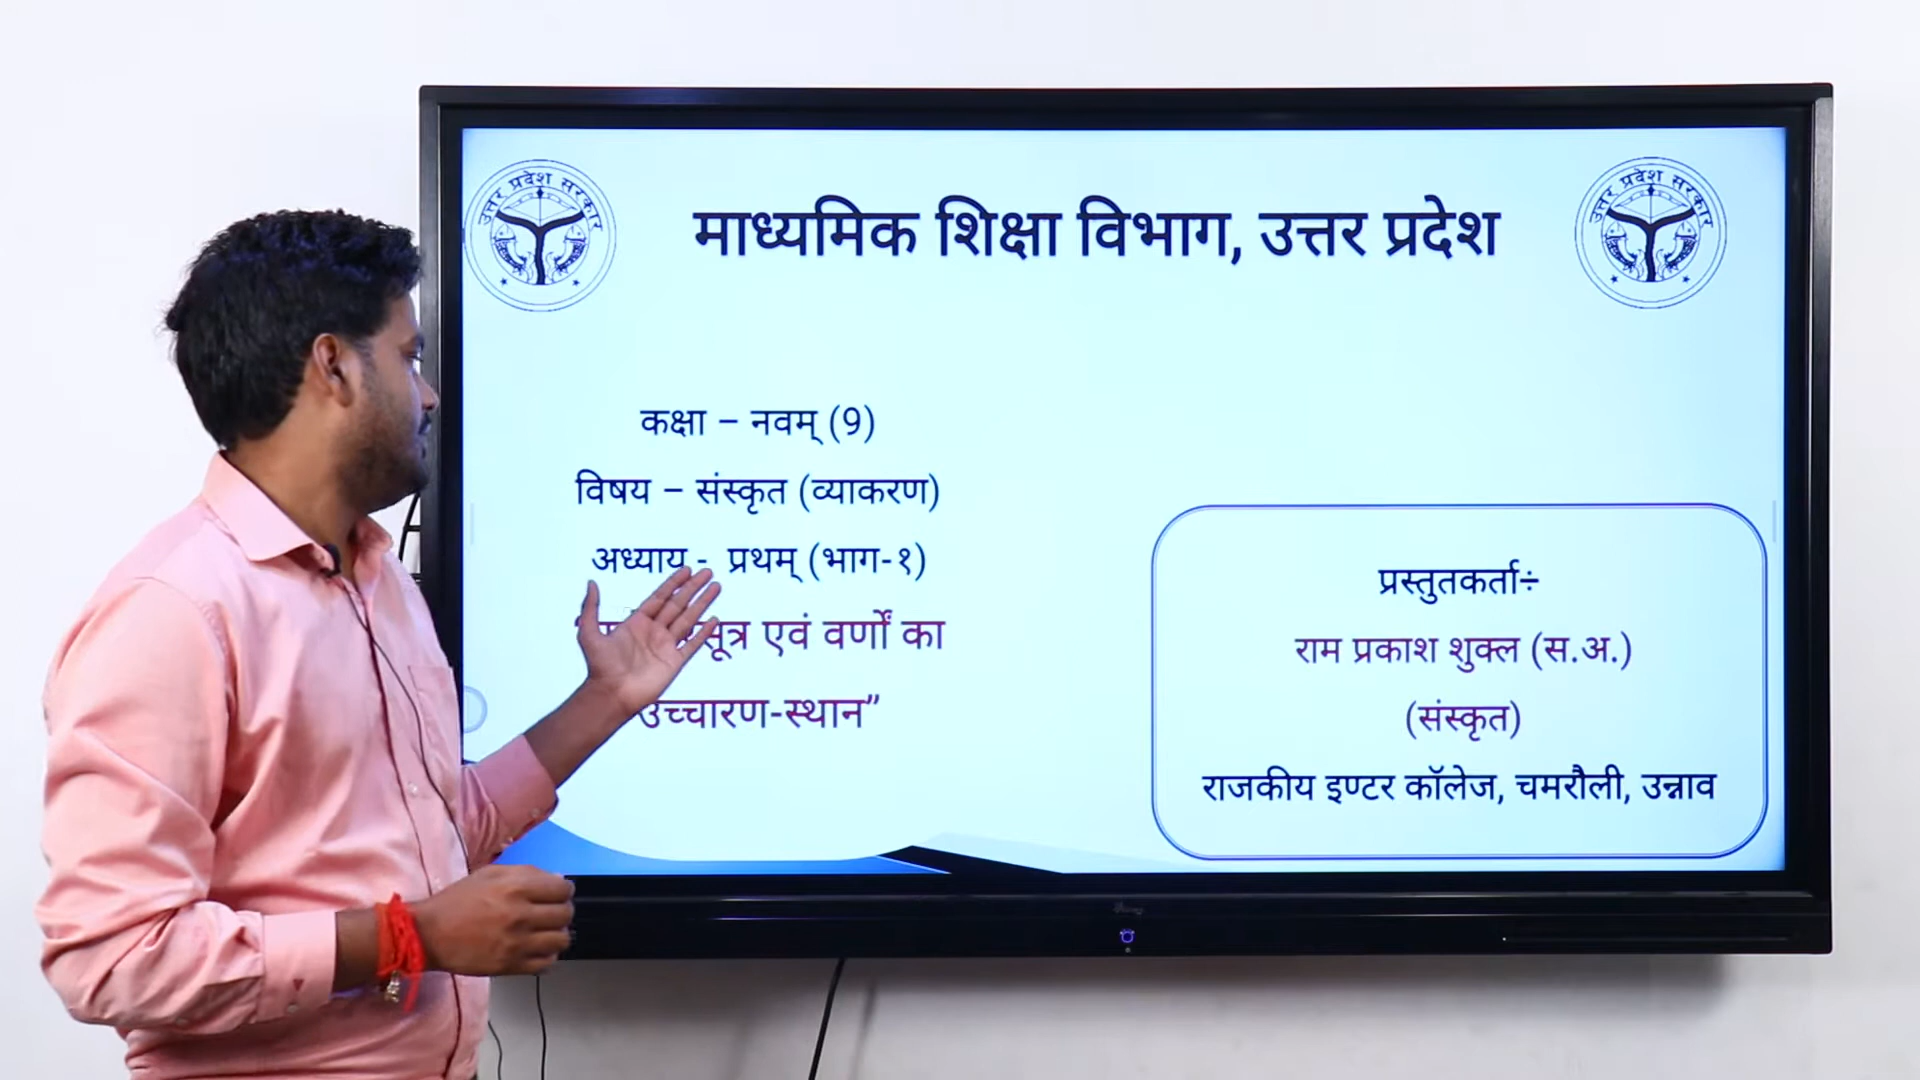 उत्तर प्रदेश सरकार
माध्यमिक शिक्षा विभाग, उत्तर प्रदेश
उत्तर प्रदेश सरकार
कक्षा – नवम् (9)
विषय – संस्कृत (व्याकरण)
अध्याय - प्रथम् (भाग-१)
एवं वर्णों का
उच्चारण-स्थान”
प्रस्तुतकर्ता÷
राम प्रकाश शुक्ल (स.अ.)
(संस्कृत)
राजकीय इण्टर कॉलेज, चमरौली, उन्नाव